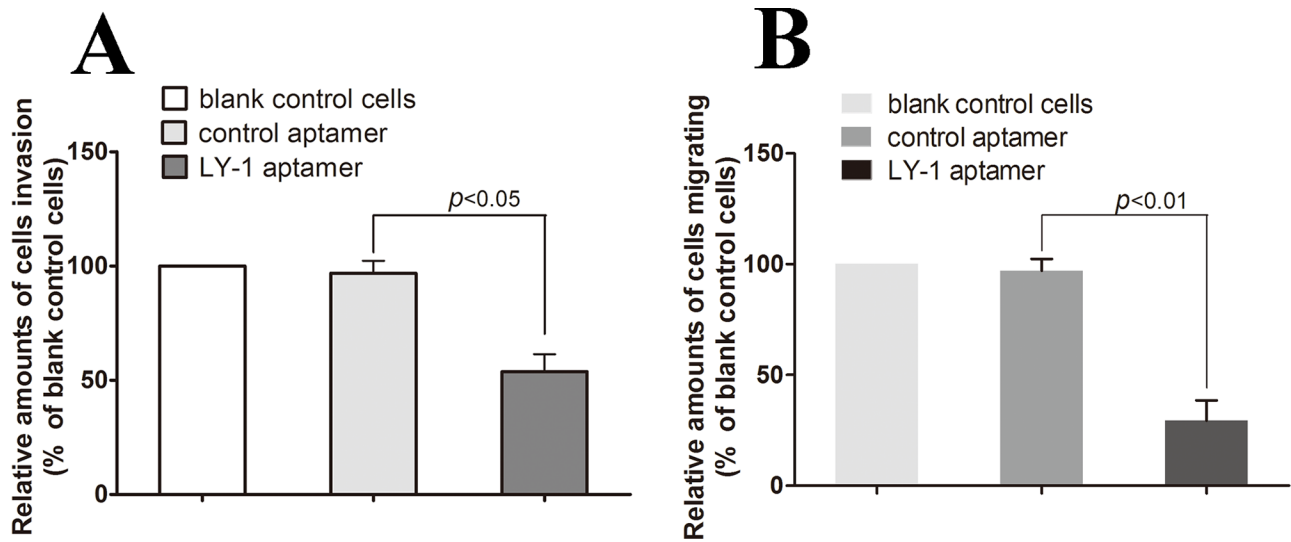 A
Relative amounts of cells invasion
(% of blank control cells)
blank control cells
control aptamer
LY-1 aptamer
150
100
50
0
p<0.05
B
Relative amounts of cells migrating
(% of blank control cells)
blank control cells
control aptamer
LY-1 aptamer
150
100
50
0
p<0.01